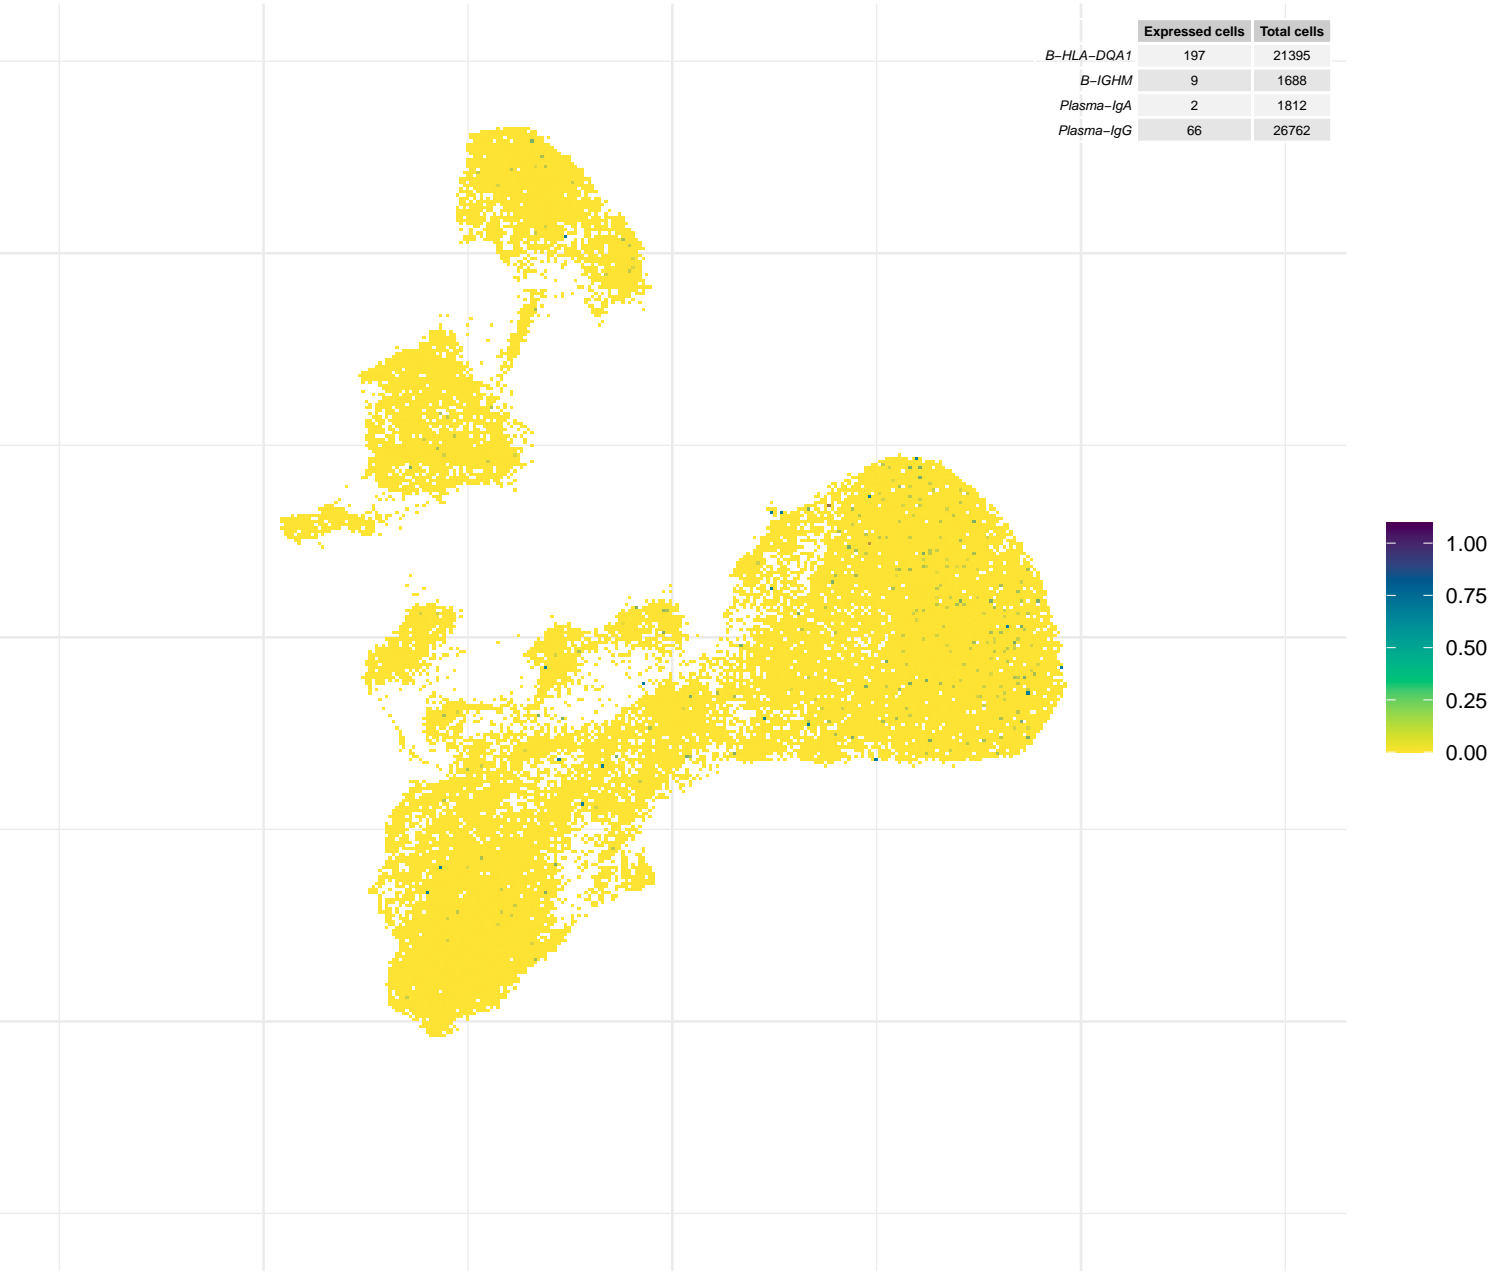 Expressed cells Total cells
B−HLA−DQA1 197 21395
B−IGHM 9 1688
Plasma−IgA 2 1812
Plasma−IgG 66 26762
1.00
0.75
0.50
0.25
0.00